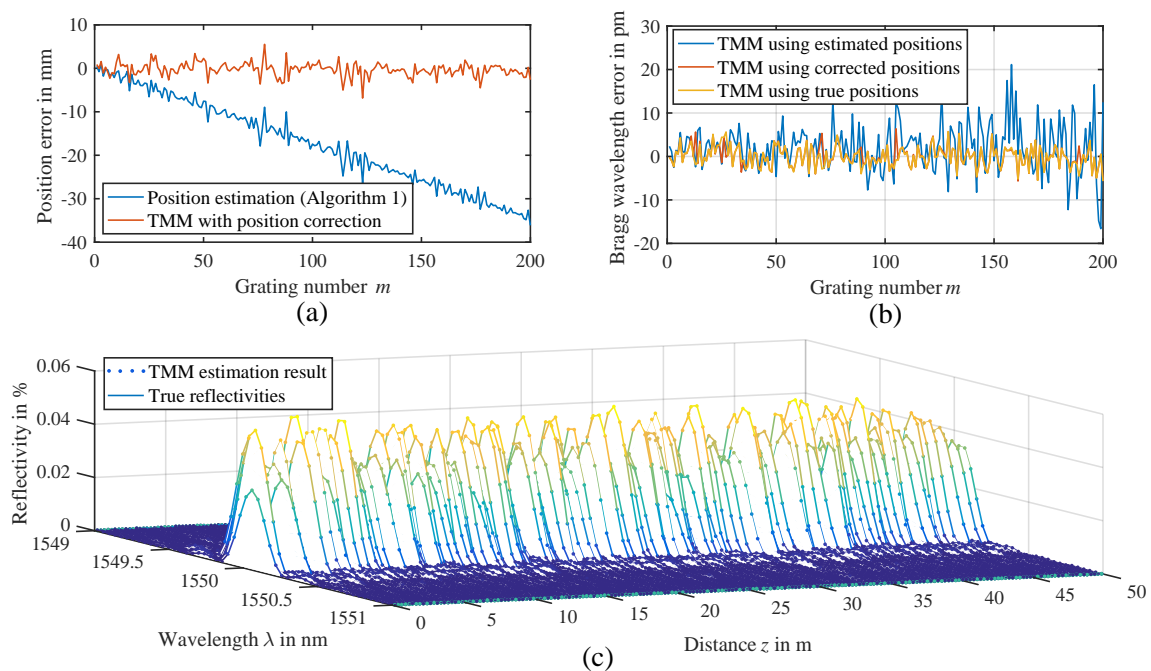 10
0
-10
-20
-30
-40
Position error in mm
Position estimation (Algorithm 1)
TMM with position correction
0 50 100 150 200
Grating number m
(a)
30
20
10
0
-10
-20
Bragg wavelength error in pm
TMM using estimated positions
TMM using corrected positions
TMM using true positions
0 50 100 150 200
Grating number m
(b)
0.06
0.04
0.02
0
Reflectivity in %
TMM estimation result
True reflectivities
1549
1549.5
1550
1550.5
1551
Wavelength λ in nm
0 5 10 15 20 25 30 35 40 45 50
Distance z in m
(c)